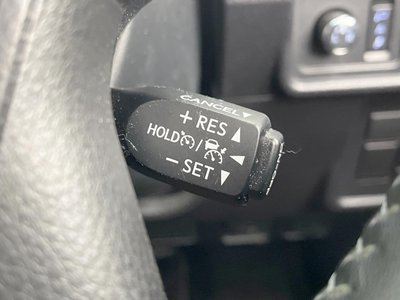 CANCEL▼
+ RES ▲
HOLD / ◀
− SET ▼